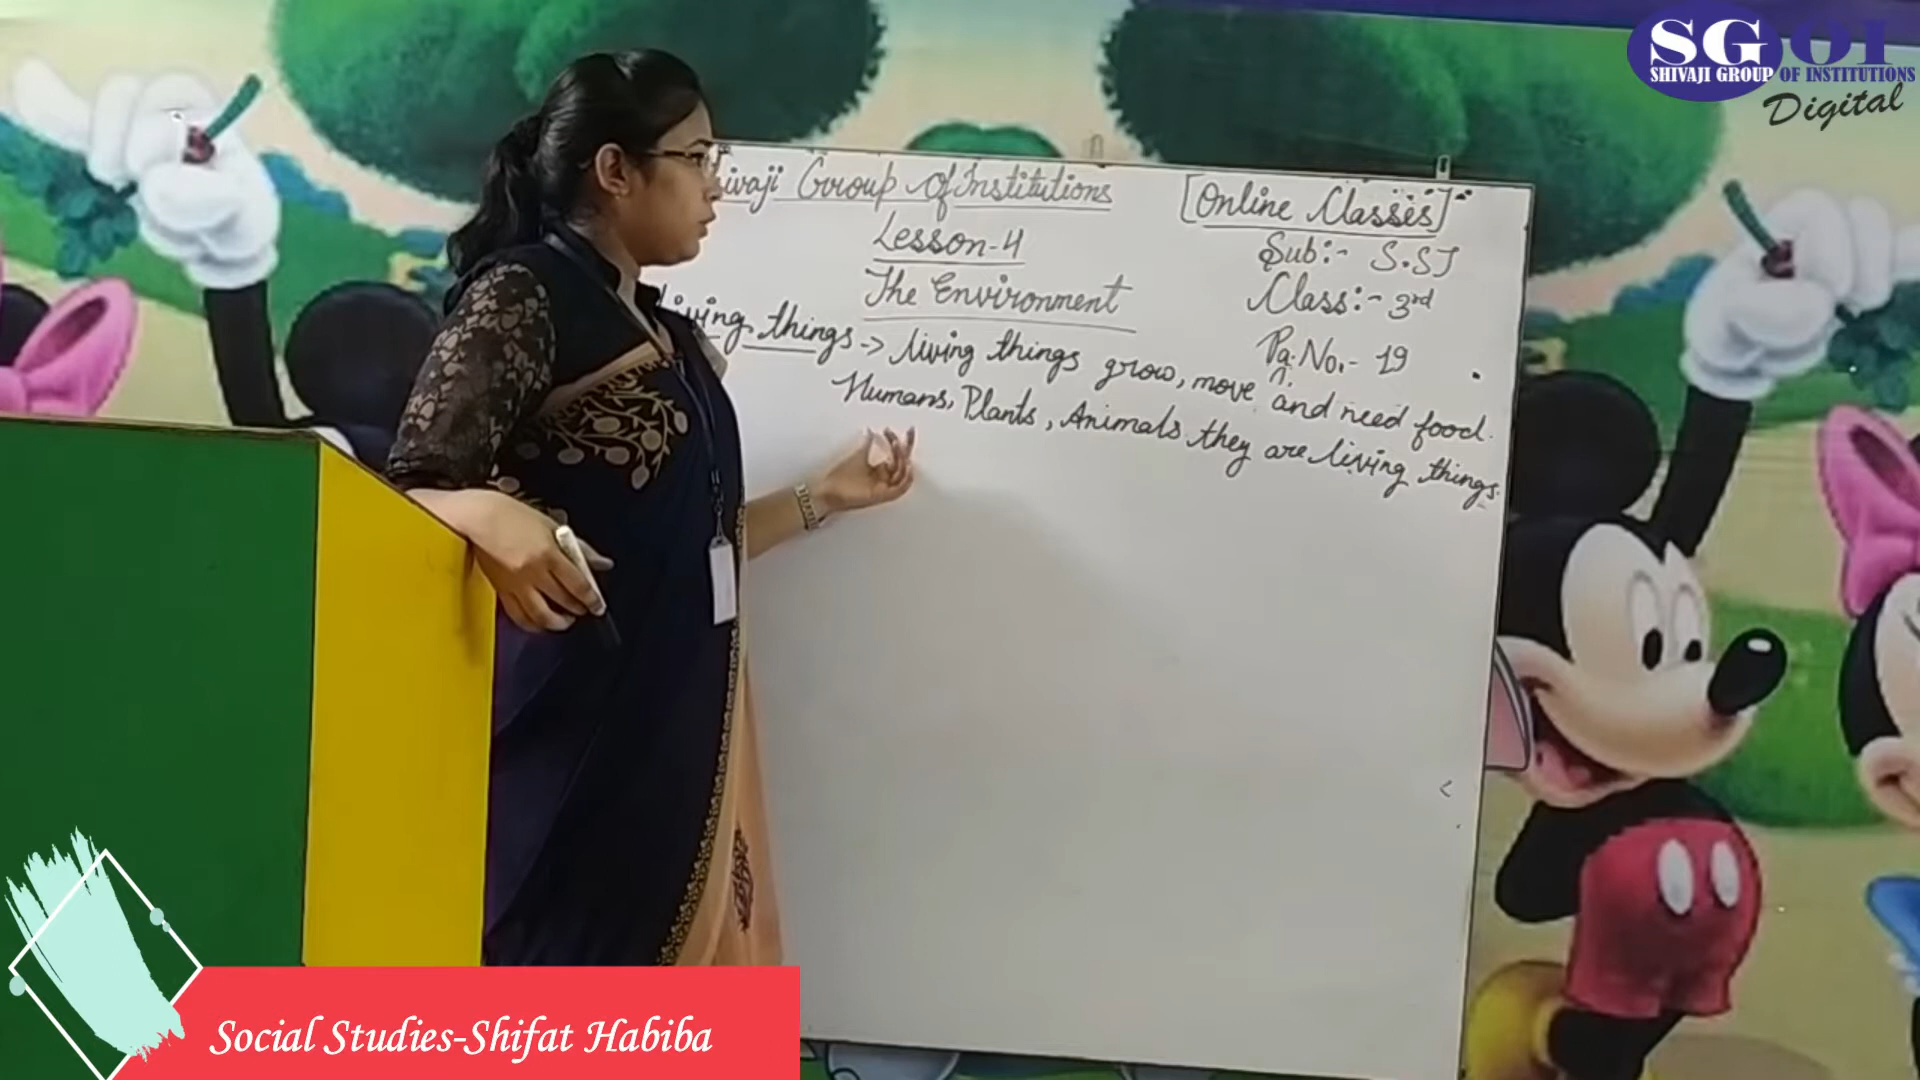 SGOI
SHIVAJI GROUP OF INSTITUTIONS
Digital
ivaji Group of Institutions
[Online Classes]
Lesson-4
Sub:- S.ST
The Environment
Class:- 3rd
Pg.No.- 19
living things -> living things grow, move and need food.
Humans, Plants, Animals they are living things.
Social Studies-Shifat Habiba